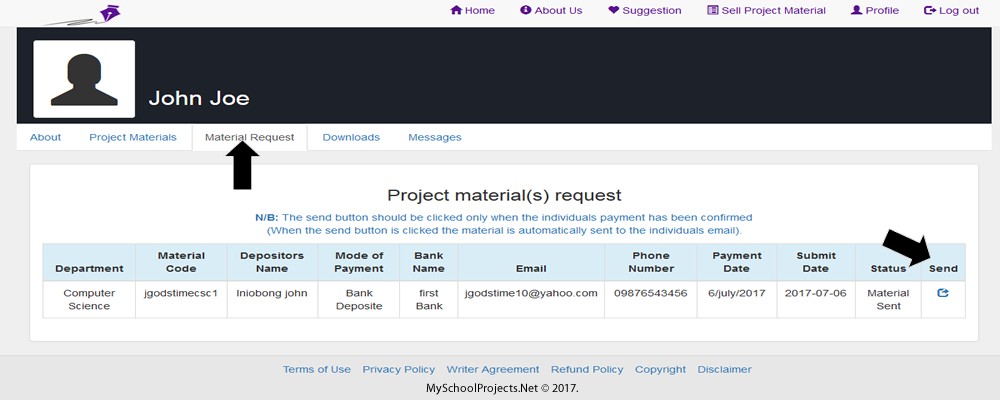 Home About Us Suggestion Sell Project Material Profile Log out
John Joe
About Project Materials Material Request Downloads Messages
Project material(s) request
N/B: The send button should be clicked only when the individuals payment has been confirmed
(When the send button is clicked the material is automatically sent to the individuals email).
Department Material Code Depositors Name Mode of Payment Bank Name Email Phone Number Payment Date Submit Date Status Send
Computer Science jgodstimecsc1 Iniobong john Bank Deposite first Bank jgodstime10@yahoo.com 09876543456 6/july/2017 2017-07-06 Material Sent
Terms of Use Privacy Policy Writer Agreement Refund Policy Copyright Disclaimer
MySchoolProjects.Net © 2017.